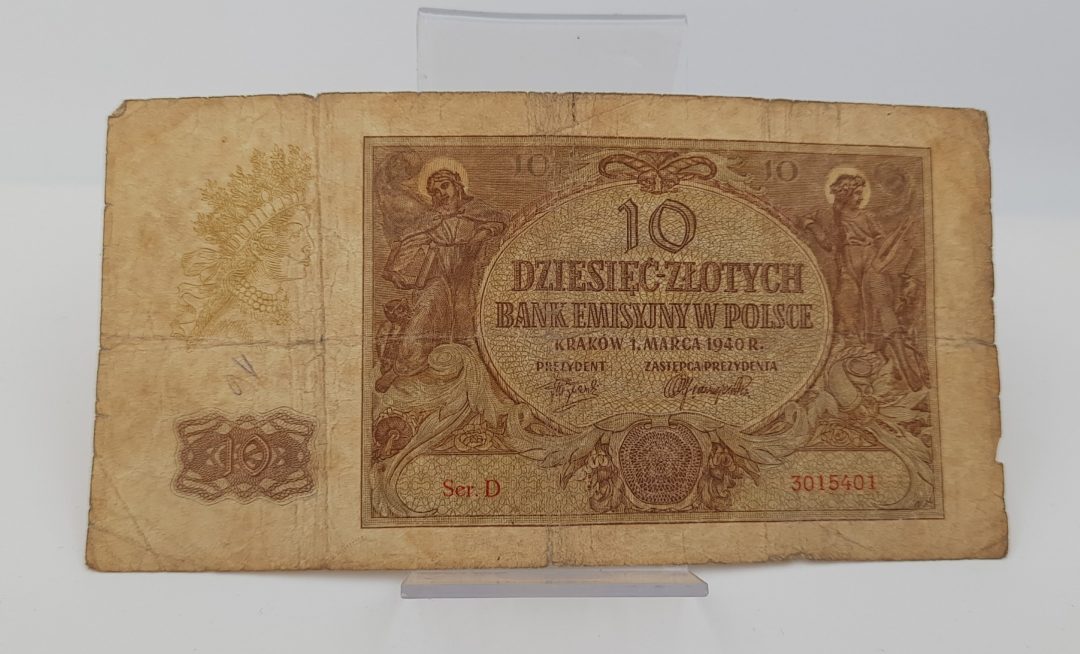 10 10
10
DZIESIĘĆ-ZŁOTYCH
BANK EMISYJNY W POLSCE
KRAKÓW 1. MARCA 1940 R.
PREZYDENT ZASTĘPCA PREZYDENTA
Ser. D 3015401